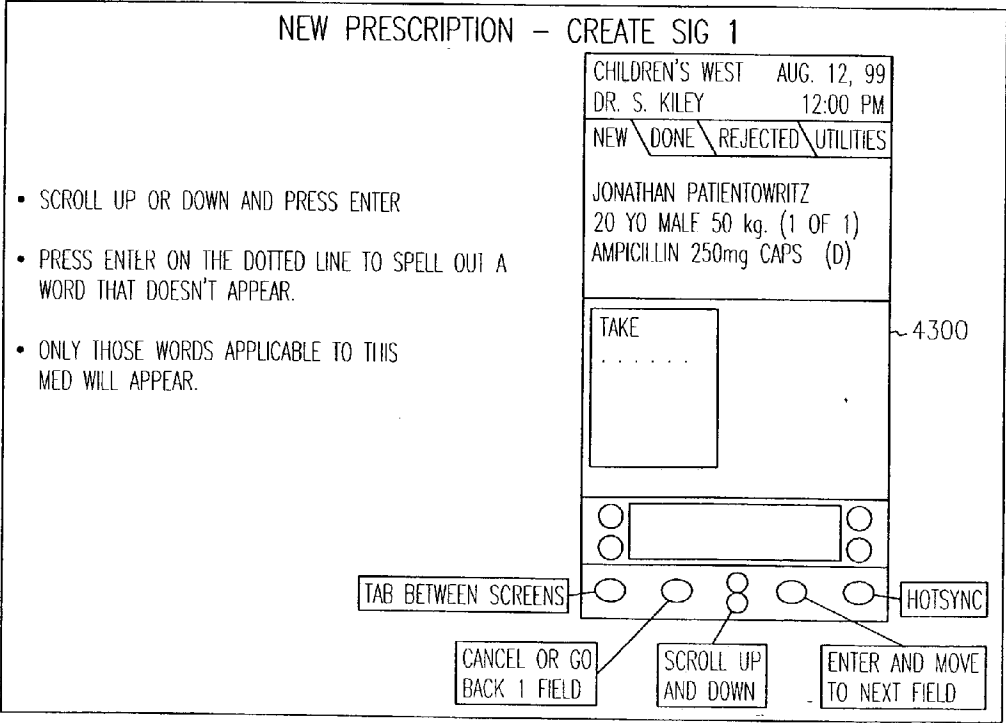 NEW PRESCRIPTION – CREATE SIG 1
• SCROLL UP OR DOWN AND PRESS ENTER
• PRESS ENTER ON THE DOTTED LINE TO SPELL OUT A
WORD THAT DOESN'T APPEAR.
• ONLY THOSE WORDS APPLICABLE TO THIS
MED WILL APPEAR.
CHILDREN'S WEST AUG. 12, 99
DR. S. KILEY 12:00 PM
NEW DONE REJECTED UTILITIES
JONATHAN PATIENTOWRITZ
20 YO MALE 50 kg. (1 OF 1)
AMPICILLIN 250mg CAPS (D)
TAKE
. . . . . .
4300
TAB BETWEEN SCREENS
HOTSYNC
CANCEL OR GO
BACK 1 FIELD
SCROLL UP
AND DOWN
ENTER AND MOVE
TO NEXT FIELD